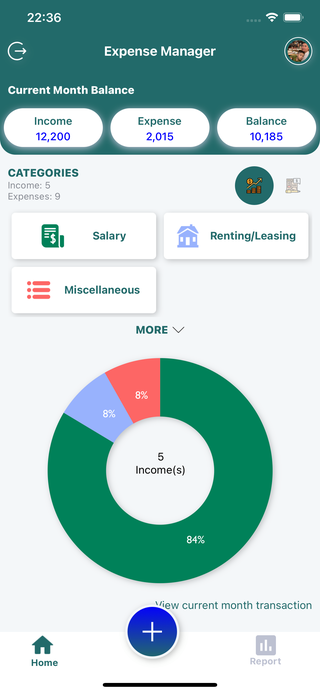 22:36
Expense Manager
Current Month Balance
Income
12,200
Expense
2,015
Balance
10,185
CATEGORIES
Income: 5
Expenses: 9
Salary
Renting/Leasing
Miscellaneous
MORE
8%
8%
5
Income(s)
84%
View current month transaction
Home
Report